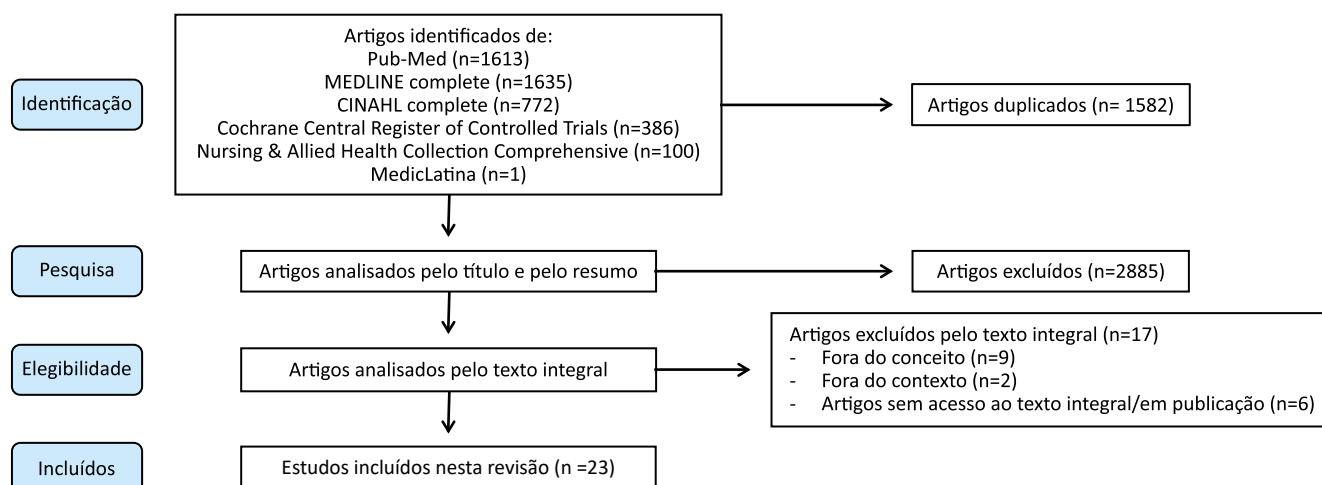 Identificação
Artigos identificados de:
Pub-Med (n=1613)
MEDLINE complete (n=1635)
CINAHL complete (n=772)
Cochrane Central Register of Controlled Trials (n=386)
Nursing & Allied Health Collection Comprehensive (n=100)
MedicLatina (n=1)
Artigos duplicados (n= 1582)
Pesquisa
Artigos analisados pelo título e pelo resumo
Artigos excluídos (n=2885)
Elegibilidade
Artigos analisados pelo texto integral
Artigos excluídos pelo texto integral (n=17)
- Fora do conceito (n=9)
- Fora do contexto (n=2)
- Artigos sem acesso ao texto integral/em publicação (n=6)
Incluídos
Estudos incluídos nesta revisão (n =23)